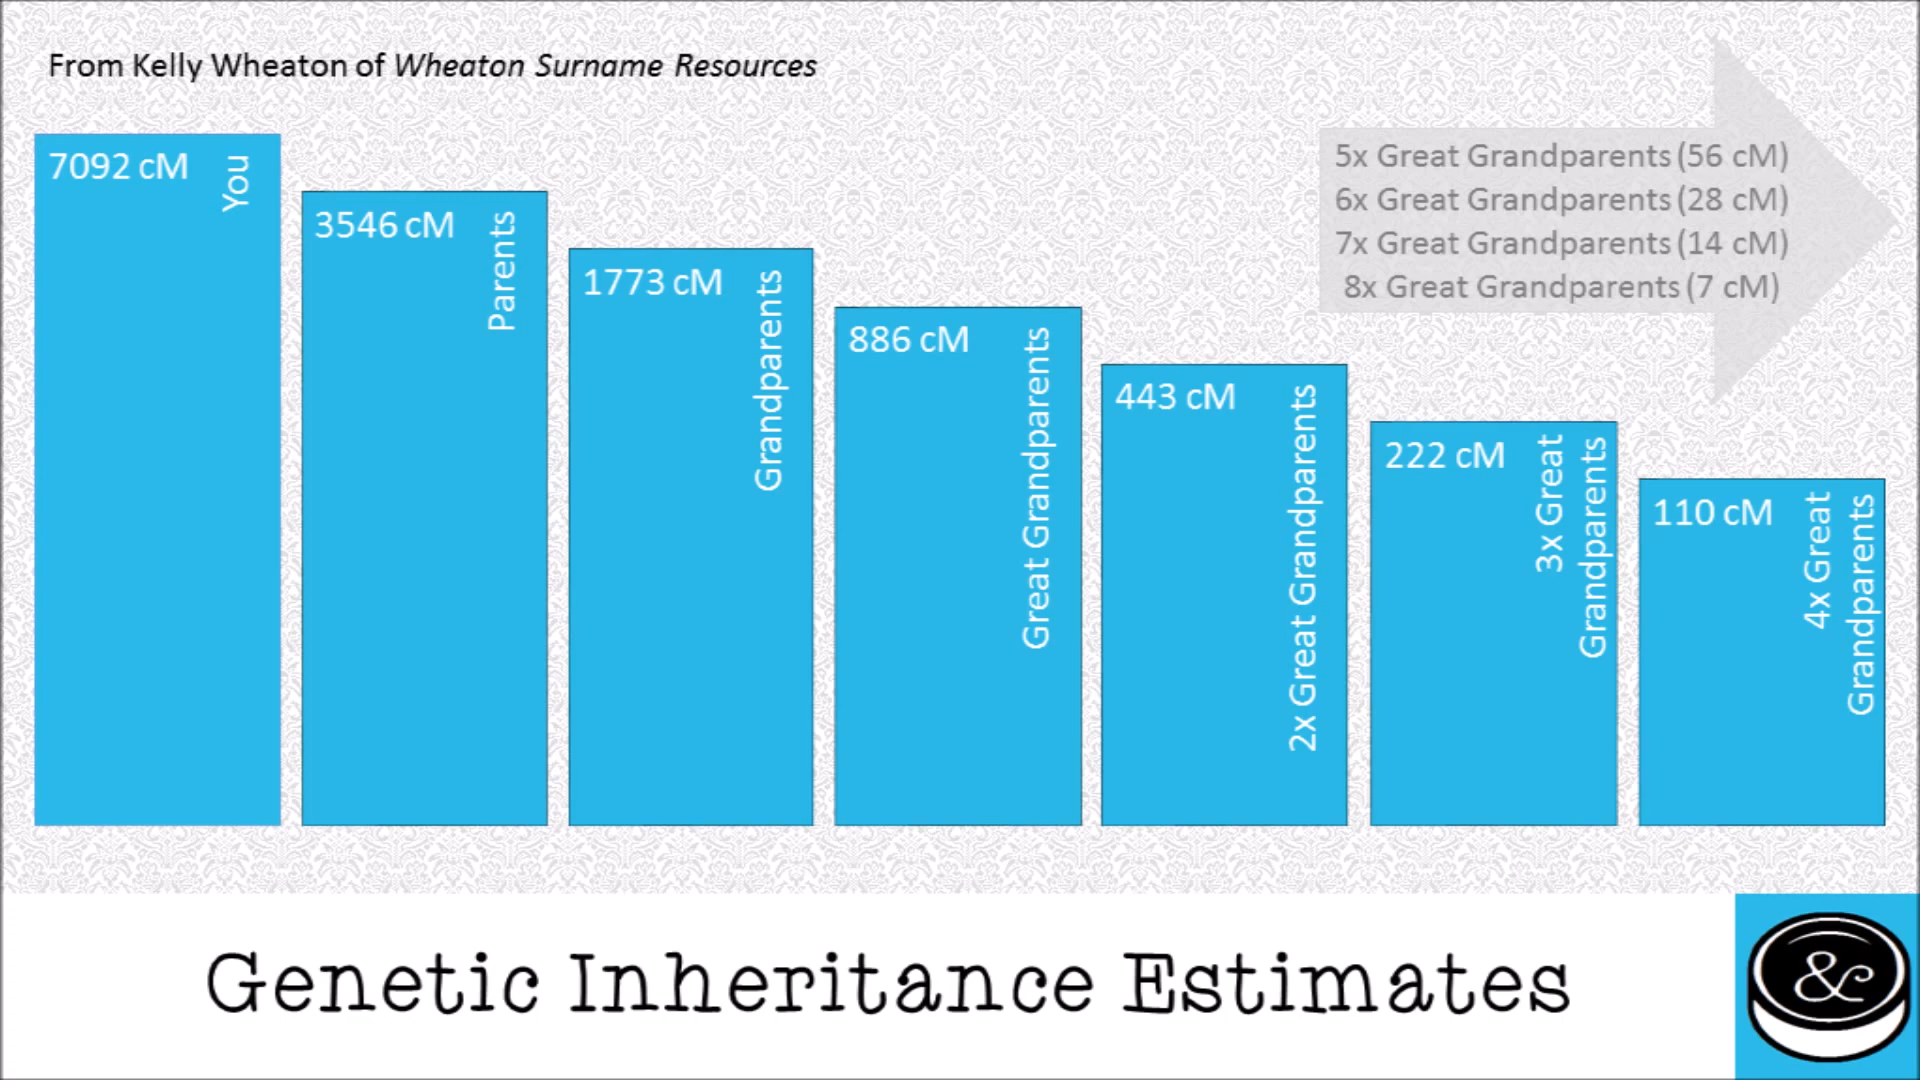 From Kelly Wheaton of Wheaton Surname Resources
7092 cM
You
3546 cM
Parents
1773 cM
Grandparents
886 cM
Great Grandparents
443 cM
2x Great Grandparents
222 cM
3x Great
Grandparents
110 cM
4x Great
Grandparents
5x Great Grandparents (56 cM)
6x Great Grandparents (28 cM)
7x Great Grandparents (14 cM)
8x Great Grandparents (7 cM)
Genetic Inheritance Estimates
&